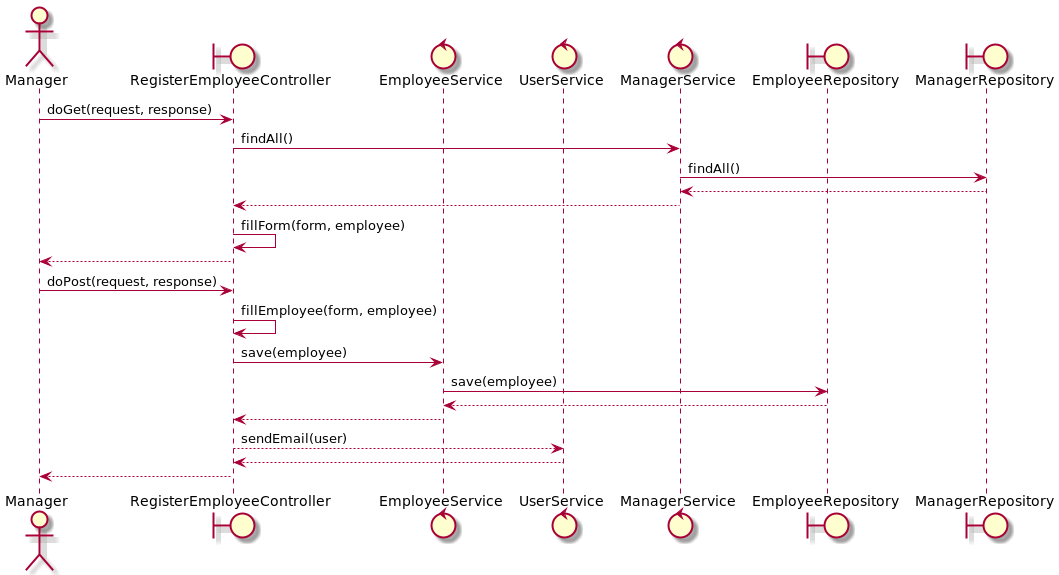 Manager
RegisterEmployeeController
EmployeeService
UserService
ManagerService
EmployeeRepository
ManagerRepository
doGet(request, response)
findAll()
findAll()
fillForm(form, employee)
doPost(request, response)
fillEmployee(form, employee)
save(employee)
save(employee)
sendEmail(user)
Manager
RegisterEmployeeController
EmployeeService
UserService
ManagerService
EmployeeRepository
ManagerRepository